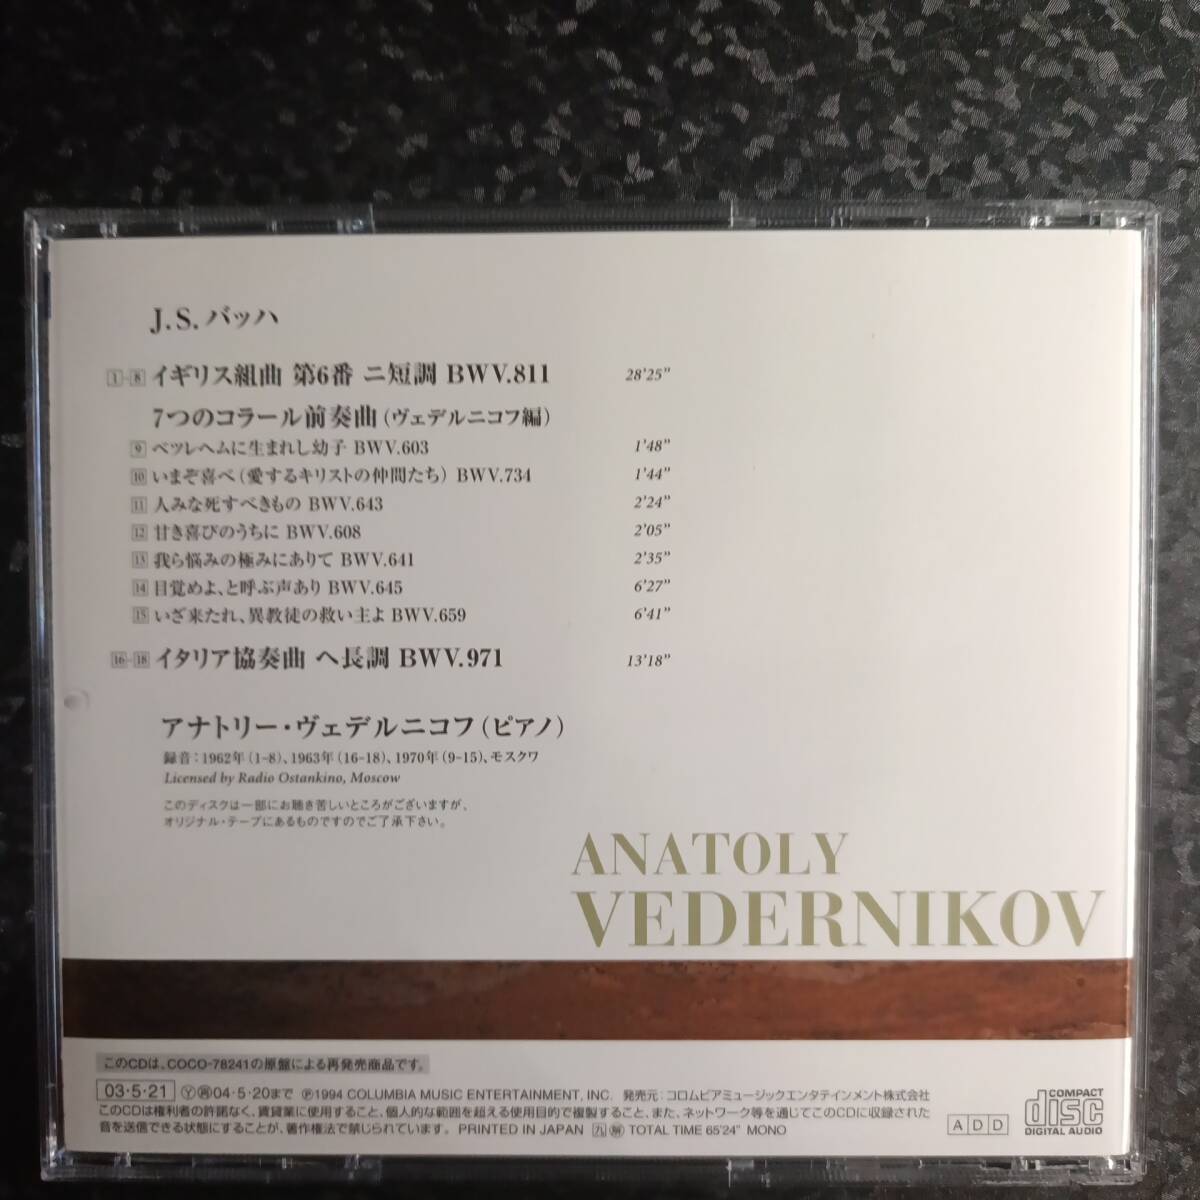 J.S. バッハ
1-8 イギリス組曲 第6番 ニ短調 BWV.811 28'25"
7つのコラール前奏曲(ヴェデルニコフ編)
9 ベツレヘムに生まれし幼子 BWV.603 1'48"
10 いまぞ喜べ(愛するキリストの仲間たち) BWV.734 1'44"
11 人みな死すべきもの BWV.643 2'24"
12 甘き喜びのうちに BWV.608 2'05"
13 我ら悩みの極みにありて BWV.641 2'35"
14 目覚めよ、と呼ぶ声あり BWV.645 6'27"
15 いざ来たれ、異教徒の救い主よ BWV.659 6'41"
16-18 イタリア協奏曲 ヘ長調 BWV.971 13'18"
アナトリー・ヴェデルニコフ(ピアノ)
録音:1962年(1-8)、1963年(16-18)、1970年(9-15)、モスクワ
Licensed by Radio Ostankino, Moscow
このディスクは一部にお聴き苦しいところがございますが、
オリジナル・テープにあるものですのでご了承下さい。
ANATOLY
VEDERNIKOV
このCDは、COCO-78241の原盤による再発売商品です。
03・5・21 Ⓨ 再 04・5・20まで ℗1994 COLUMBIA MUSIC ENTERTAINMENT, INC. 発売元:コロムビアミュージックエンタテインメント株式会社
このCDは権利者の許諾なく、賃貸業に使用すること、個人的な範囲を超える使用目的で複製すること、また、ネットワーク等を通じてこのCDに収録された
音を送信できる状態にすることが、著作権法で禁じられています。 PRINTED IN JAPAN TOTAL TIME 65'24" MONO
ADD
COMPACT
disc
DIGITAL AUDIO